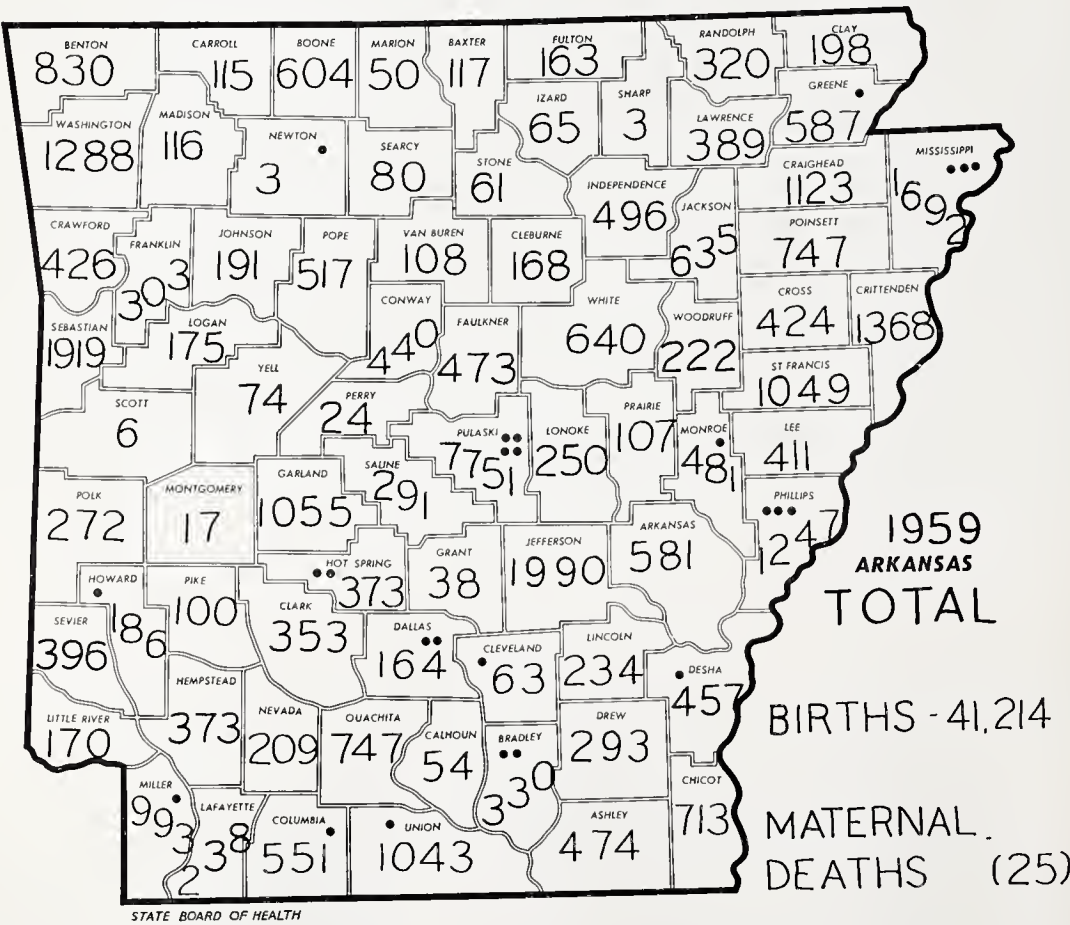 BENTON
830
CARROLL
115
BOONE
604
MARION
50
BAXTER
117
FULTON
163
RANDOLPH
320
CLAY
198
WASHINGTON
1288
MADISON
116
NEWTON
3
SEARCY
80
STONE
61
IZARD
65
SHARP
3
LAWRENCE
389
GREENE
587
CRAWFORD
426
FRANKLIN
303
JOHNSON
191
POPE
517
VAN BUREN
108
CLEBURNE
168
INDEPENDENCE
496
JACKSON
635
CRAIGHEAD
1123
MISSISSIPPI
1692
POINSETT
747
SEBASTIAN
1919
LOGAN
175
CONWAY
440
FAULKNER
473
WHITE
640
WOODRUFF
222
CROSS
424
CRITTENDEN
1368
ST FRANCIS
1049
SCOTT
6
YELL
74
PERRY
24
PULASKI
7751
LONOKE
250
PRAIRIE
107
MONROE
481
LEE
411
POLK
272
MONTGOMERY
17
GARLAND
1055
SALINE
291
PHILLIPS
1247
HOT SPRING
373
GRANT
38
JEFFERSON
1990
ARKANSAS
581
HOWARD
186
PIKE
100
CLARK
353
DALLAS
164
CLEVELAND
63
LINCOLN
234
DESHA
457
SEVIER
396
HEMPSTEAD
373
NEVADA
209
OUACHITA
747
CALHOUN
54
BRADLEY
330
DREW
293
LITTLE RIVER
170
MILLER
993
LAFAYETTE
238
COLUMBIA
551
UNION
1043
ASHLEY
474
CHICOT
713
1959
ARKANSAS
TOTAL
BIRTHS - 41,214
MATERNAL.
DEATHS (25)
STATE BOARD OF HEALTH